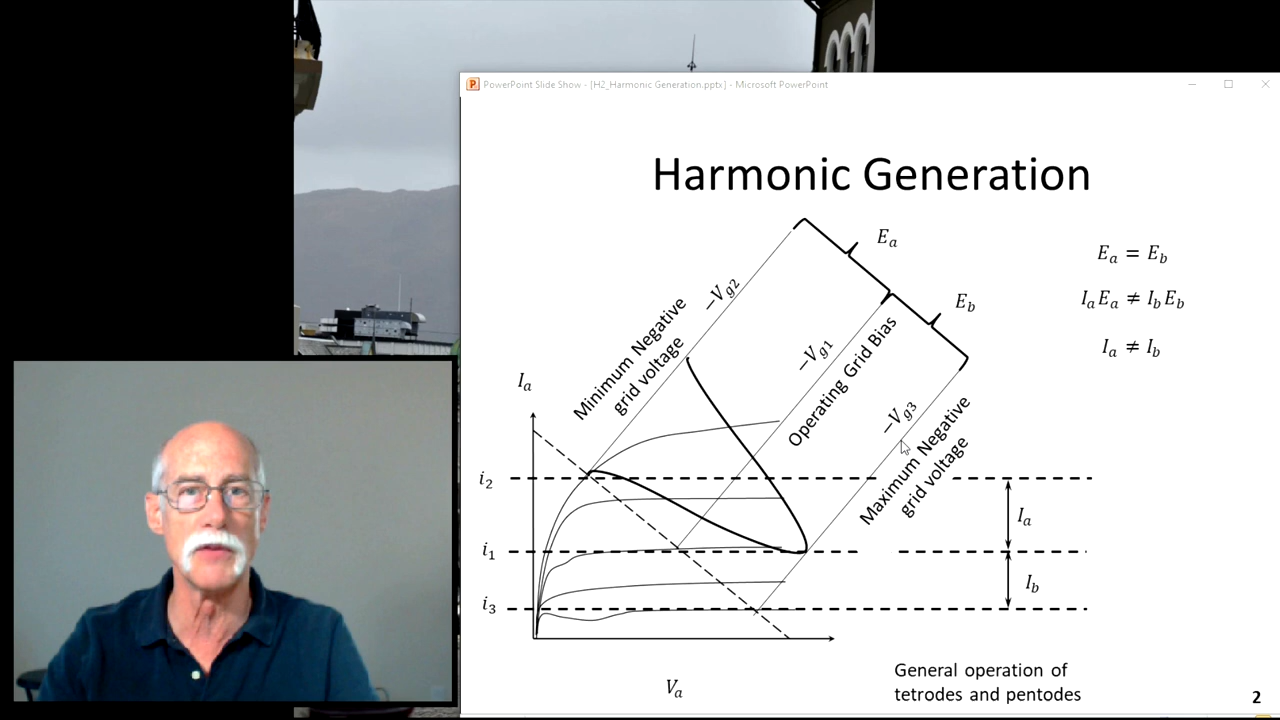 PowerPoint Slide Show - [H2_Harmonic Generation.pptx] - Microsoft PowerPoint
Harmonic Generation
E_a
E_b
E_a = E_b
I_a E_a ≠ I_b E_b
I_a ≠ I_b
Minimum Negative
grid voltage
−V_g2
−V_g1
Operating Grid Bias
−V_g3
Maximum Negative
grid voltage
I_a
i_2
i_1
i_3
I_a
I_b
V_a
General operation of
tetrodes and pentodes
2